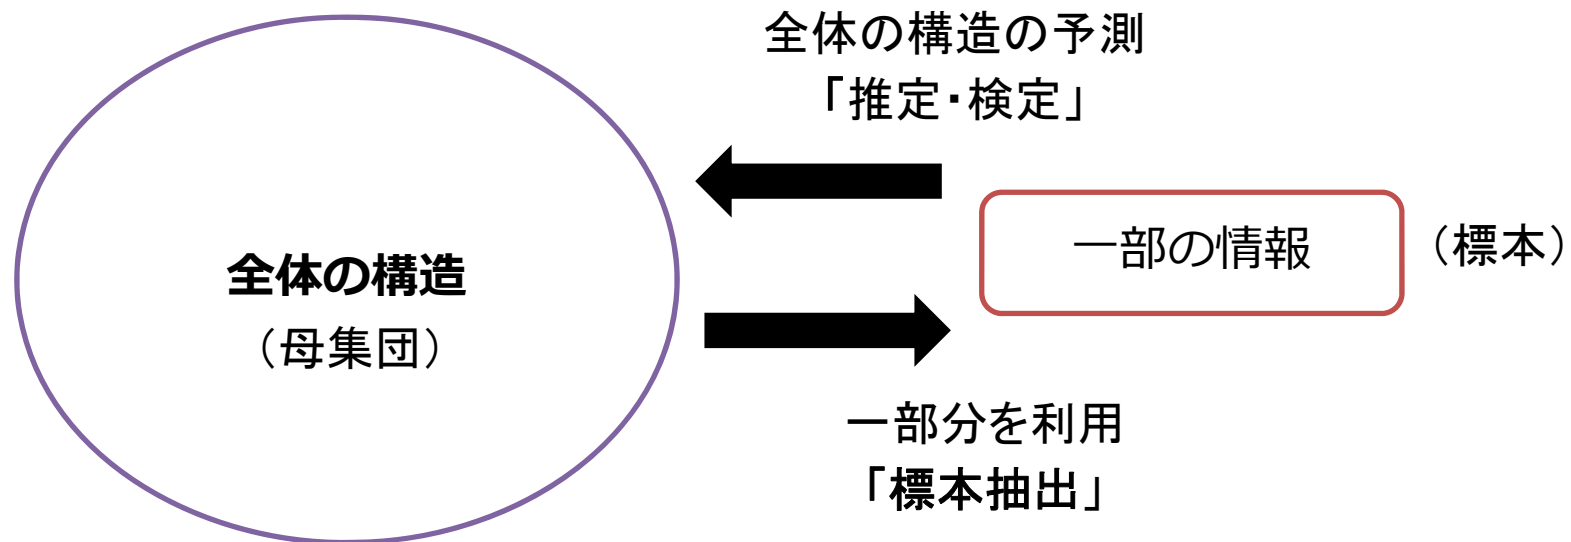 全体の構造の予測
「推定・検定」
全体の構造
（母集団）
一部の情報
（標本）
一部分を利用
「標本抽出」